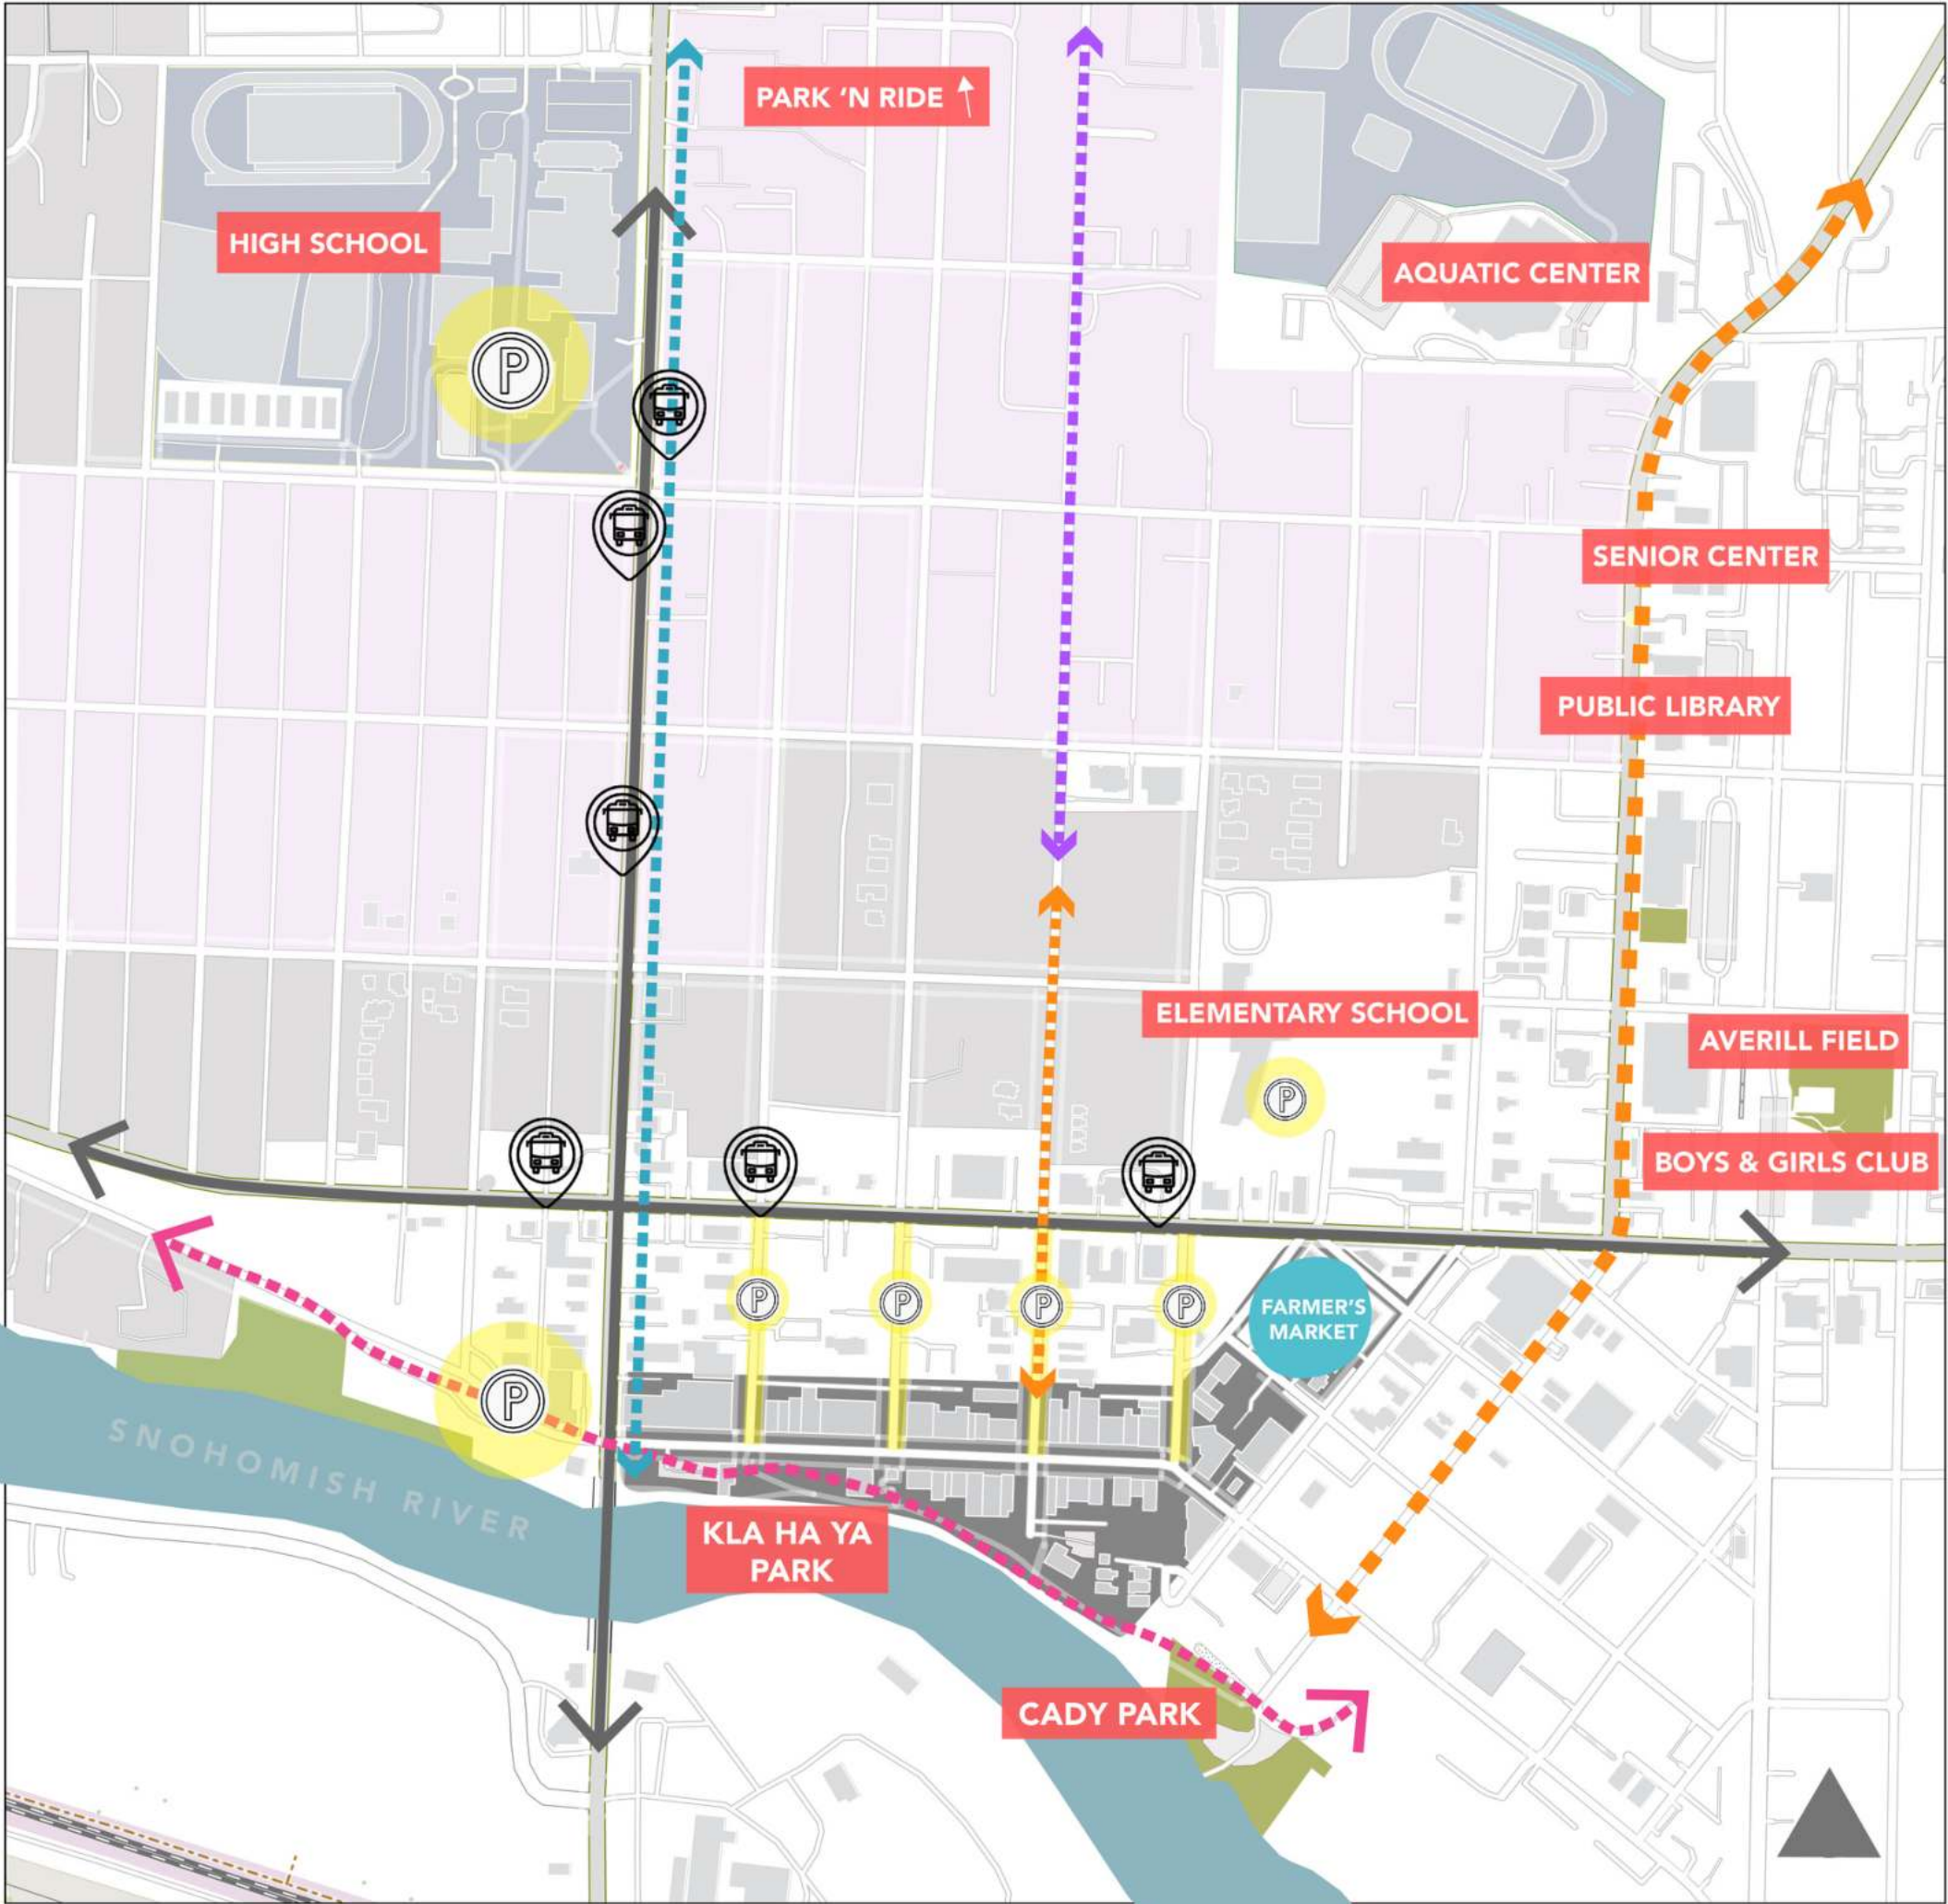 PARK 'N RIDE
HIGH SCHOOL
AQUATIC CENTER
P
SENIOR CENTER
PUBLIC LIBRARY
ELEMENTARY SCHOOL
AVERILL FIELD
P
BOYS & GIRLS CLUB
P
P
P
P
FARMER'S
MARKET
P
SNOHOMISH RIVER
KLA HA YA
PARK
CADY PARK